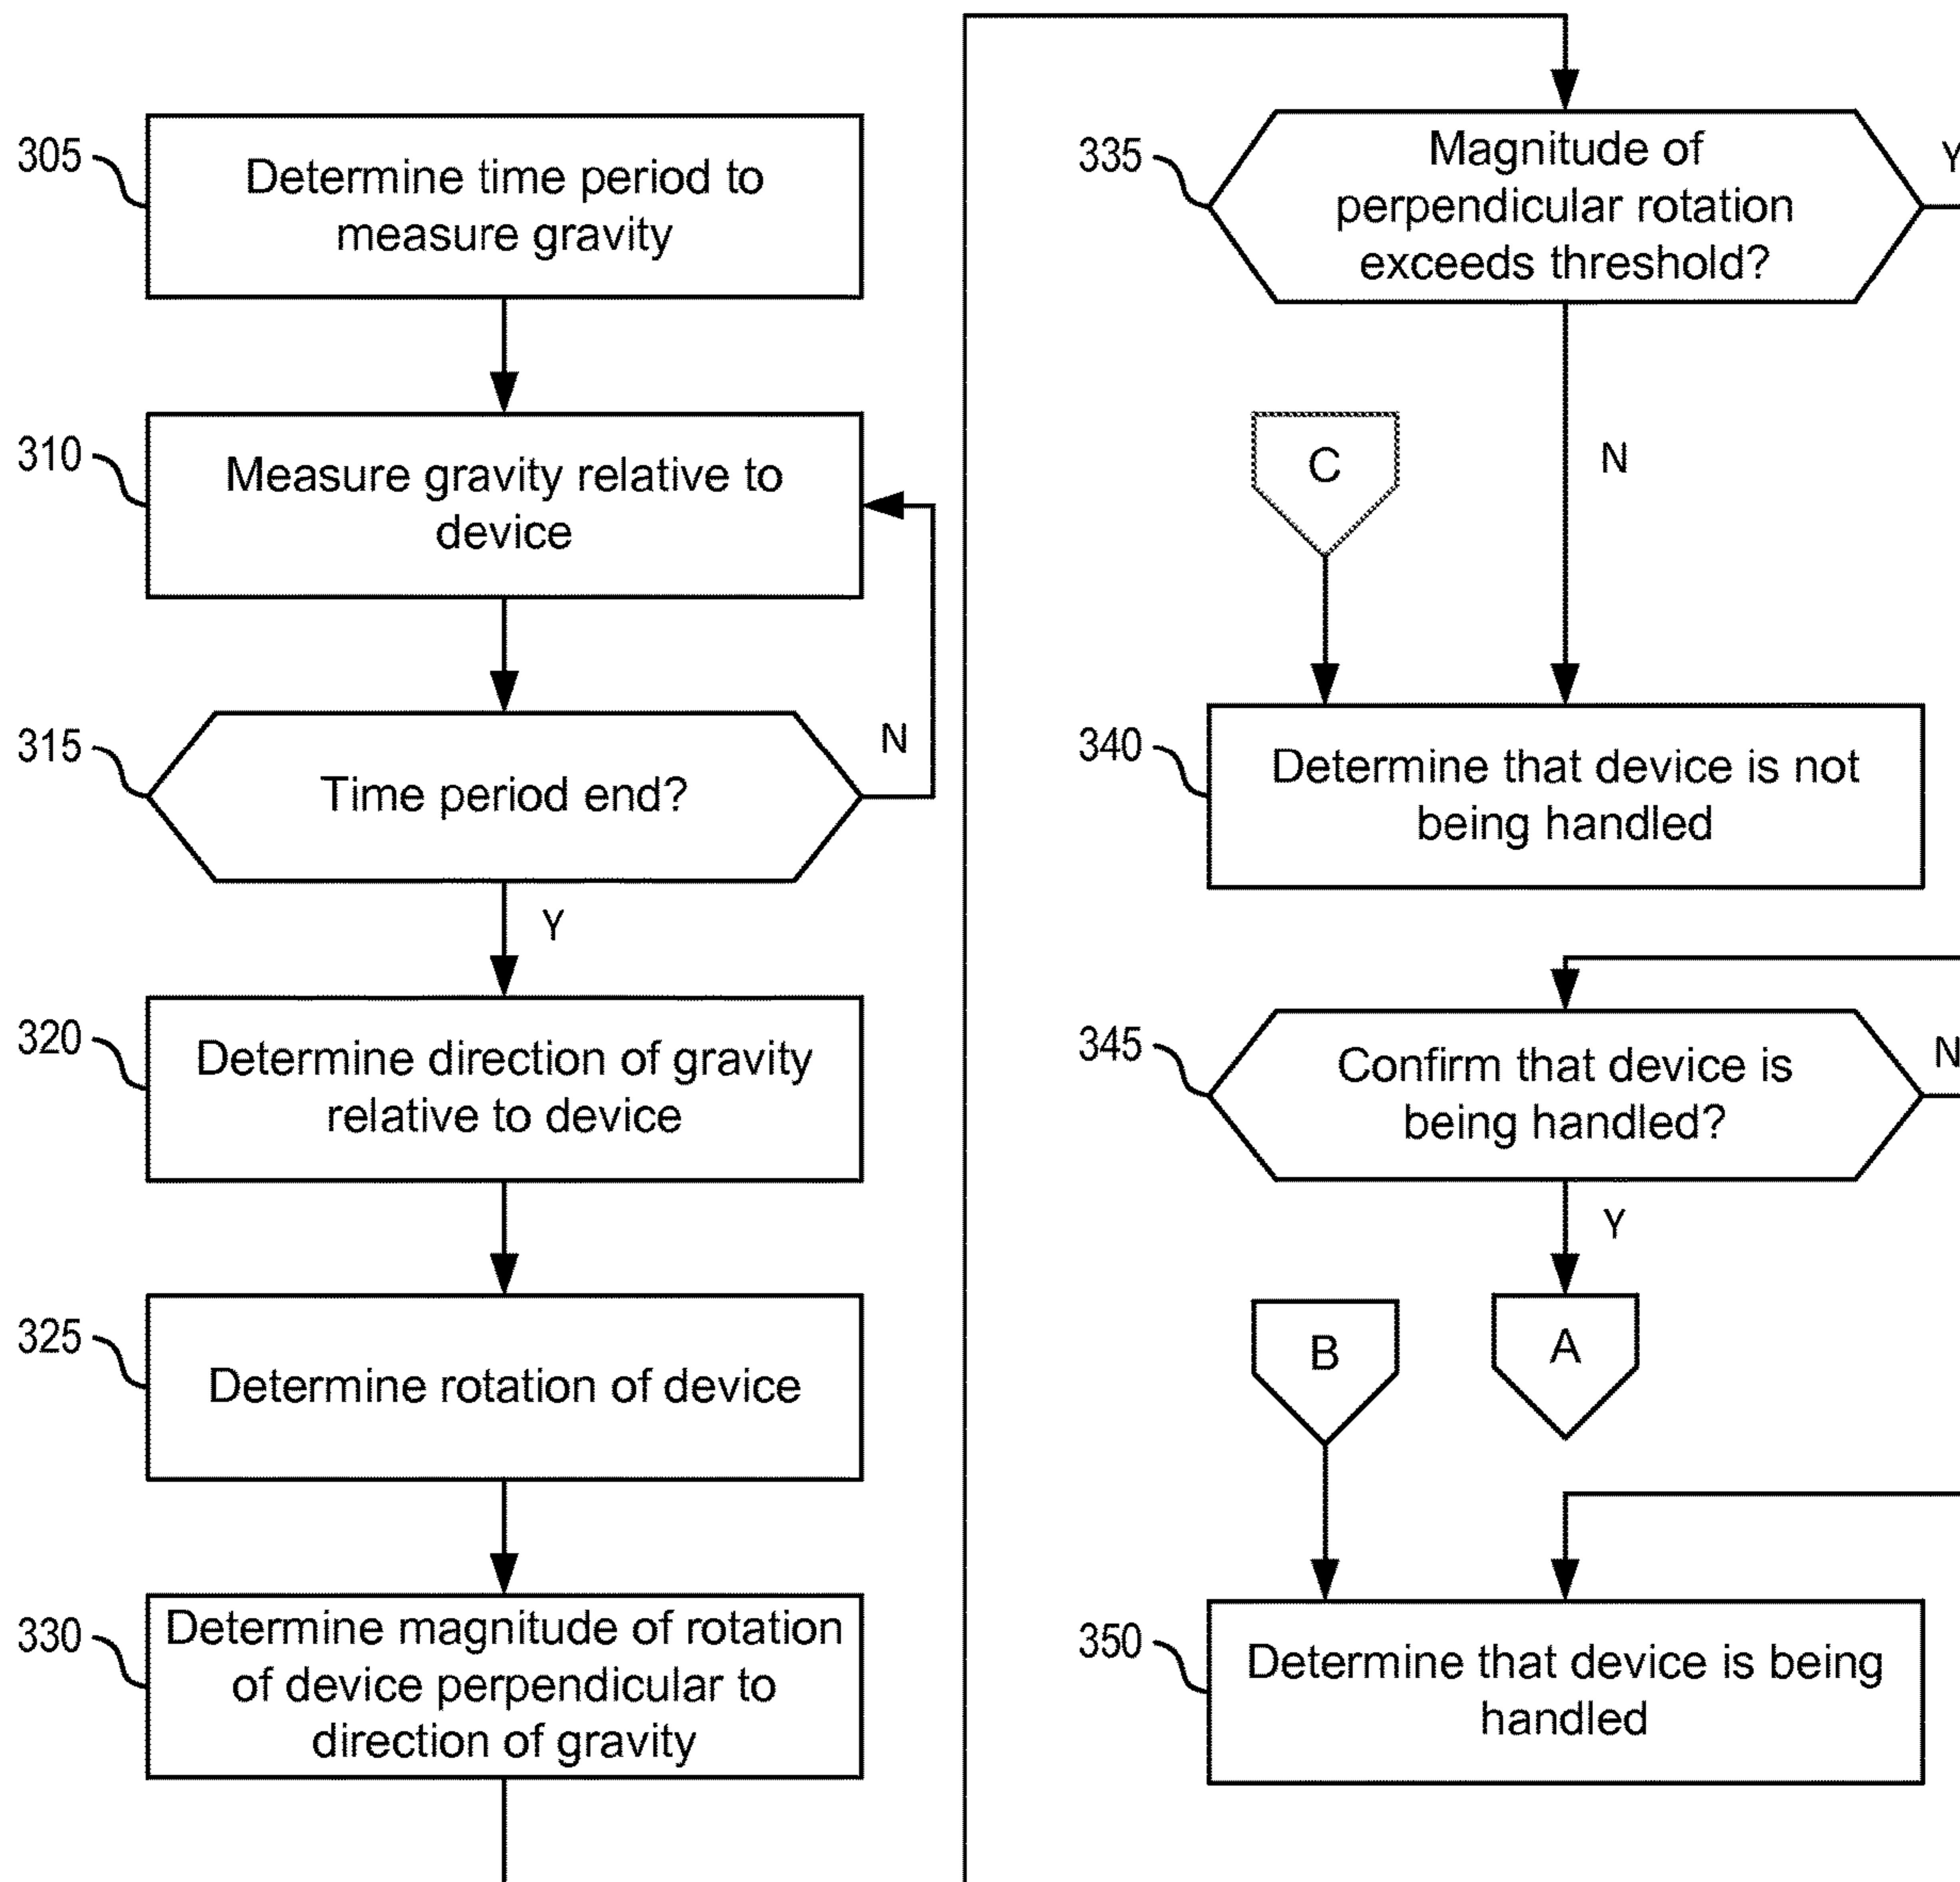 305
Determine time period to
measure gravity
310
Measure gravity relative to
device
N
315
Time period end?
Y
320
Determine direction of gravity
relative to device
325
Determine rotation of device
330
Determine magnitude of rotation
of device perpendicular to
direction of gravity
335
Magnitude of
perpendicular rotation
exceeds threshold?
Y
C
N
340
Determine that device is not
being handled
345
Confirm that device is
being handled?
N
Y
B
A
350
Determine that device is being
handled